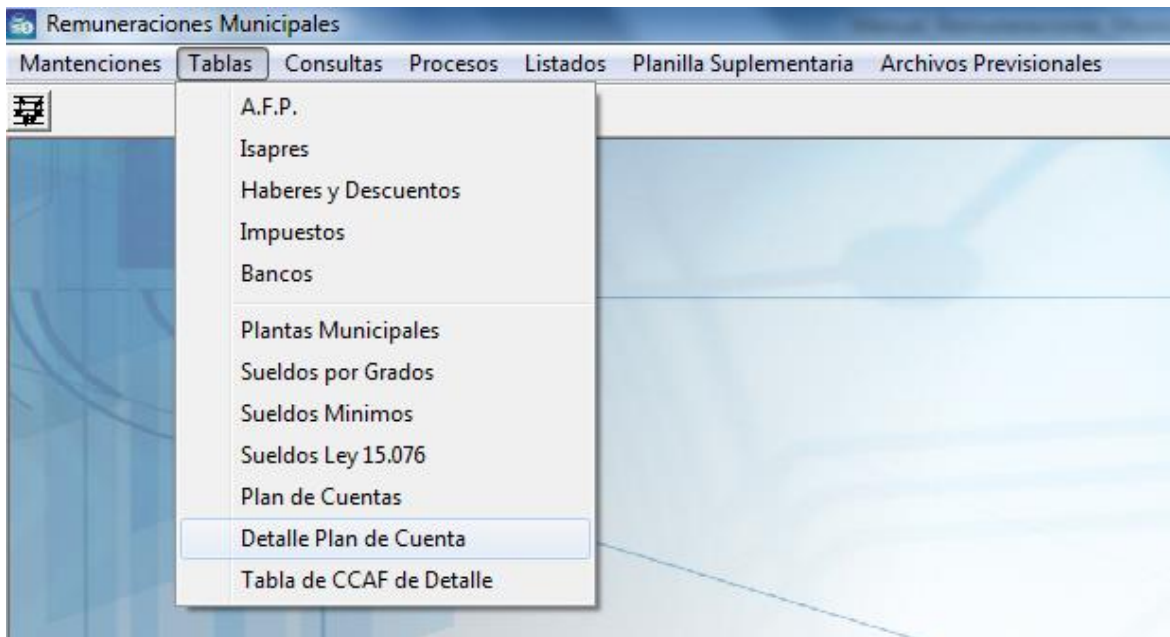 Remuneraciones Municipales
Mantenciones Tablas Consultas Procesos Listados Planilla Suplementaria Archivos Previsionales
A.F.P.
Isapres
Haberes y Descuentos
Impuestos
Bancos
Plantas Municipales
Sueldos por Grados
Sueldos Minimos
Sueldos Ley 15.076
Plan de Cuentas
Detalle Plan de Cuenta
Tabla de CCAF de Detalle